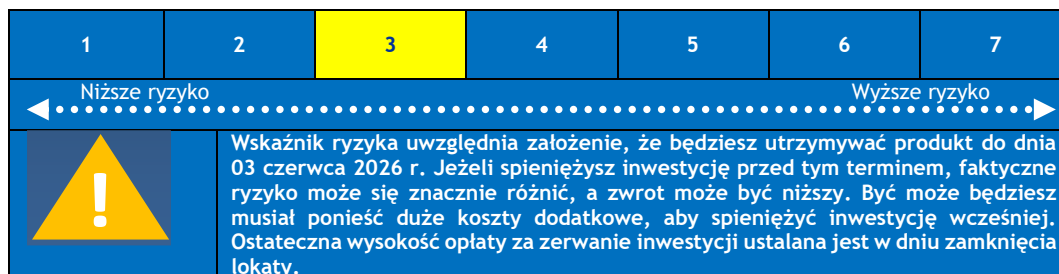 1 2 3 4 5 6 7
Niższe ryzyko Wyższe ryzyko
!
Wskaźnik ryzyka uwzględnia założenie, że będziesz utrzymywać produkt do dnia
03 czerwca 2026 r. Jeżeli spieniężysz inwestycję przed tym terminem, faktyczne
ryzyko może się znacznie różnić, a zwrot może być niższy. Być może będziesz
musiał ponieść duże koszty dodatkowe, aby spieniężyć inwestycję wcześniej.
Ostateczna wysokość opłaty za zerwanie inwestycji ustalana jest w dniu zamknięcia
lokaty.